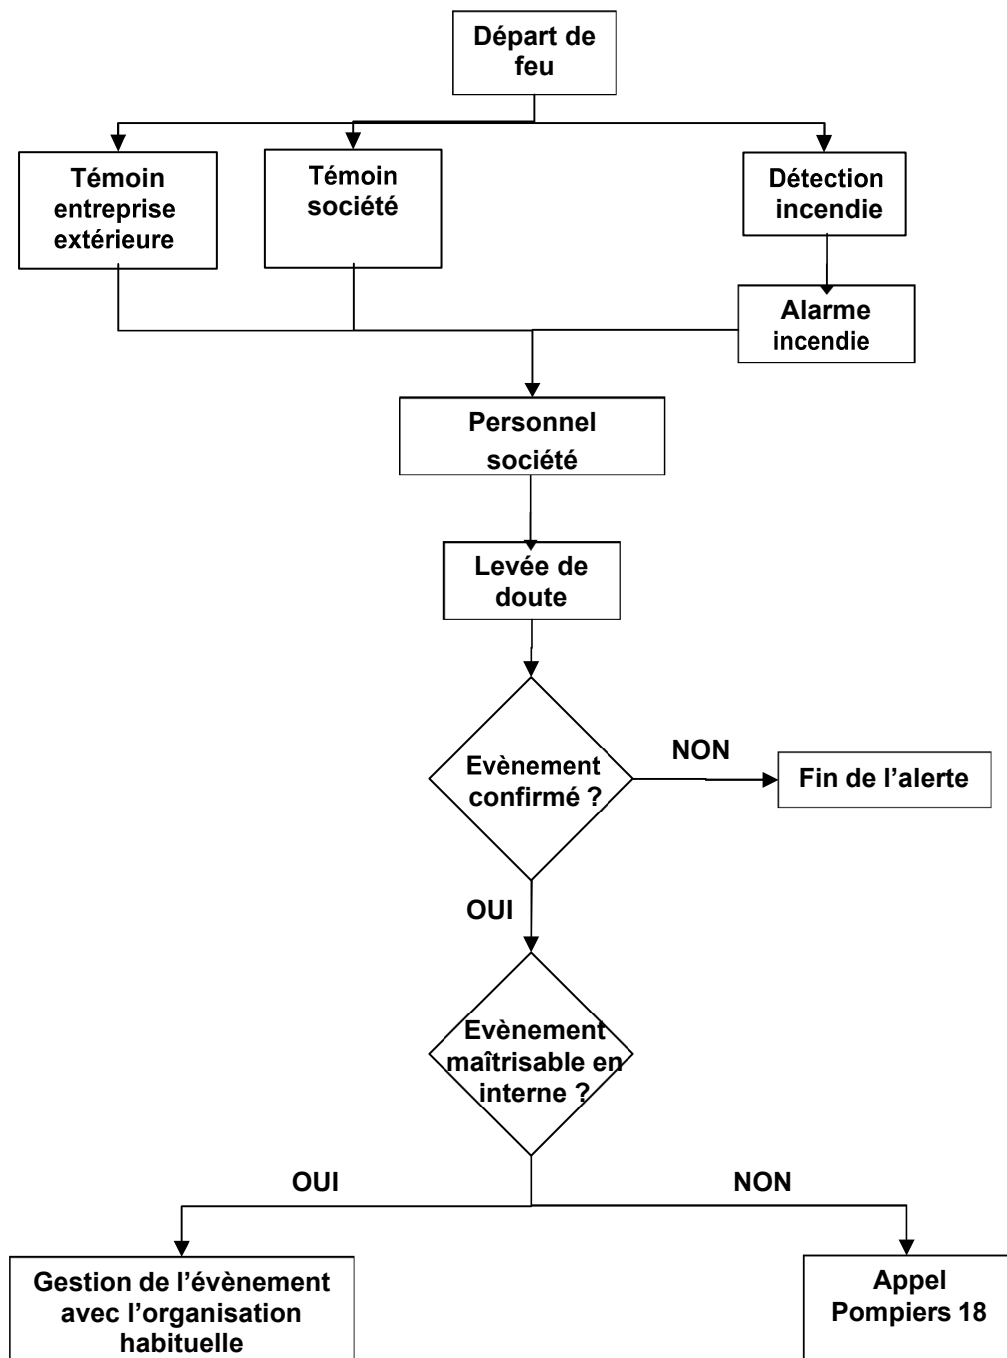 Départ de
feu
Témoin
entreprise
extérieure
Témoin
société
Détection
incendie
Alarme
incendie
Personnel
société
Levée de
doute
Evènement
confirmé ?
NON
Fin de l’alerte
OUI
Evènement
maîtrisable en
interne ?
OUI
NON
Gestion de l’évènement
avec l’organisation
habituelle
Appel
Pompiers 18